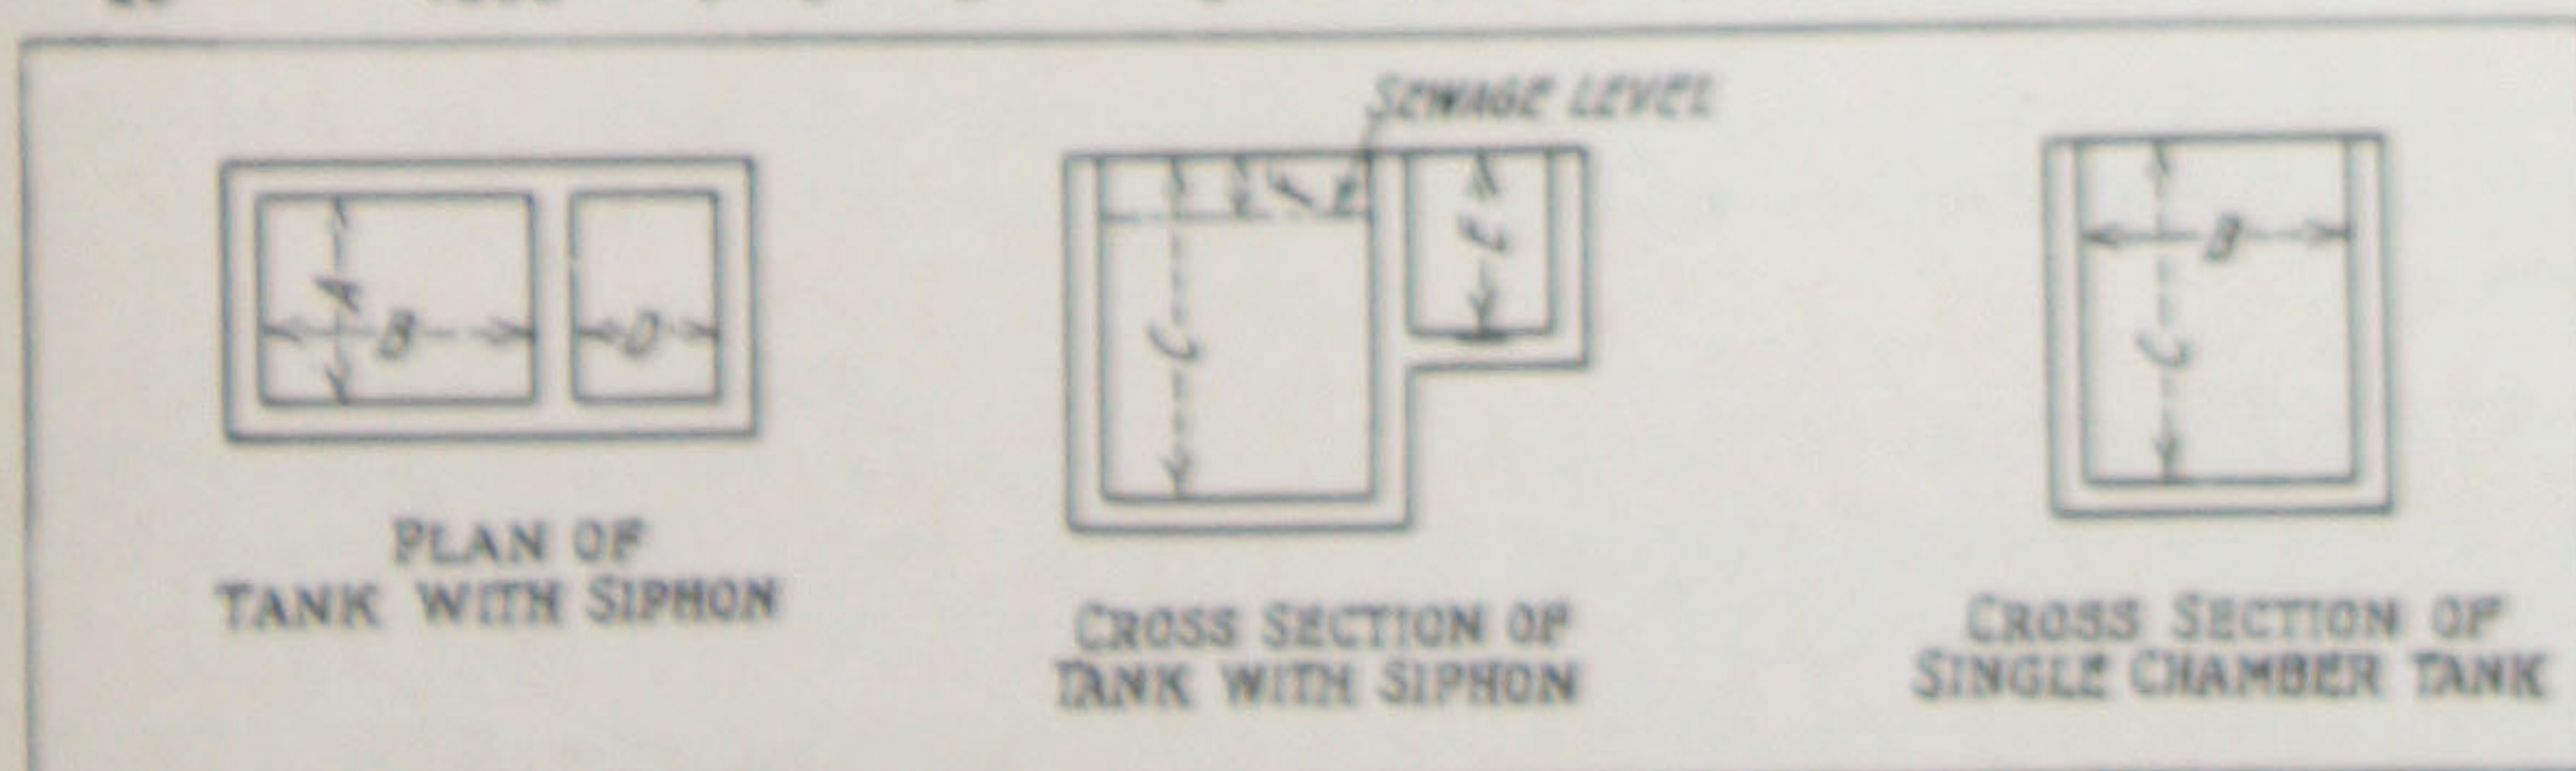 SEWAGE LEVEL
A
B
D
C
E
B
C
PLAN OF
TANK WITH SIPHON
CROSS SECTION OF
TANK WITH SIPHON
CROSS SECTION OF
SINGLE CHAMBER TANK